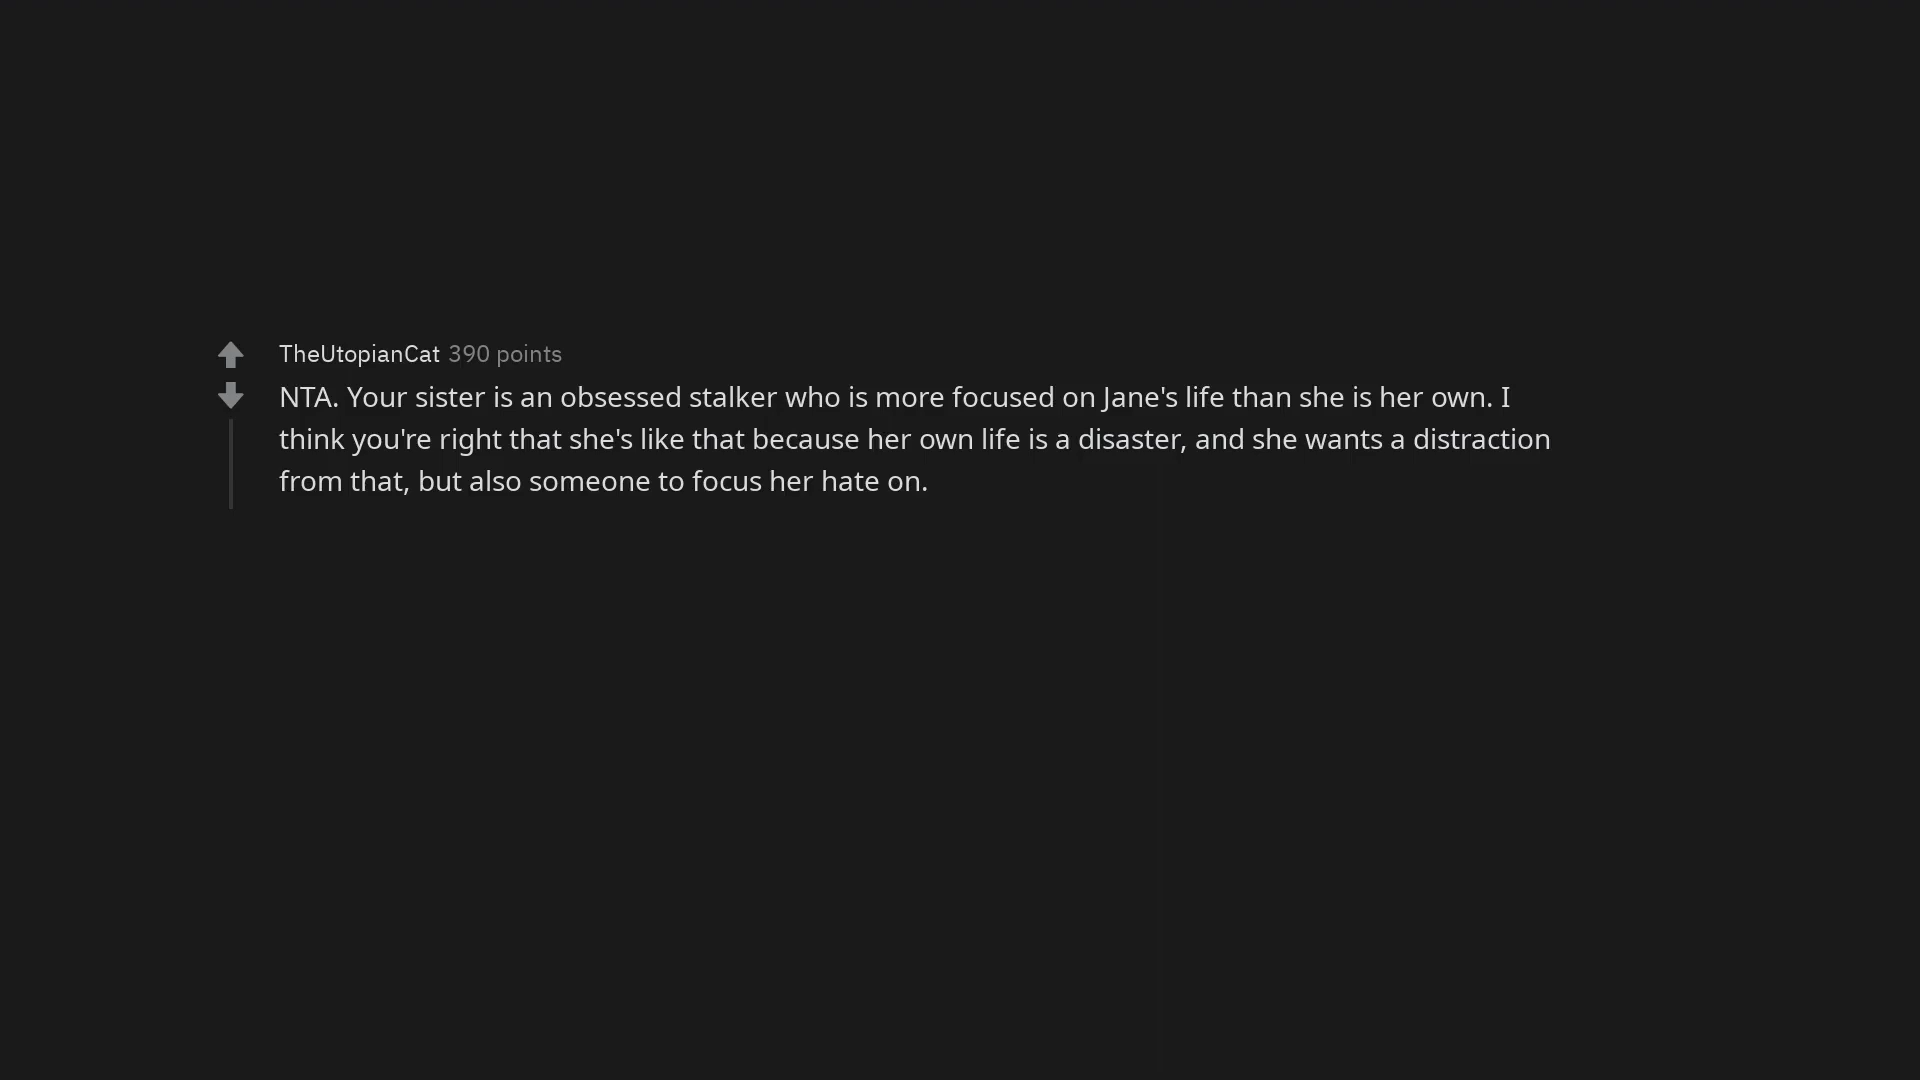 TheUtopianCat 390 points
NTA. Your sister is an obsessed stalker who is more focused on Jane's life than she is her own. I
think you're right that she's like that because her own life is a disaster, and she wants a distraction
from that, but also someone to focus her hate on.